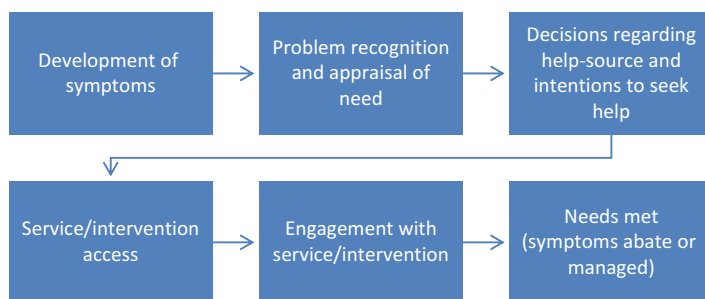 Development of
symptoms
Problem recognition
and appraisal of
need
Decisions regarding
help-source and
intentions to seek
help
Service/intervention
access
Engagement with
service/intervention
Needs met
(symptoms abate or
managed)